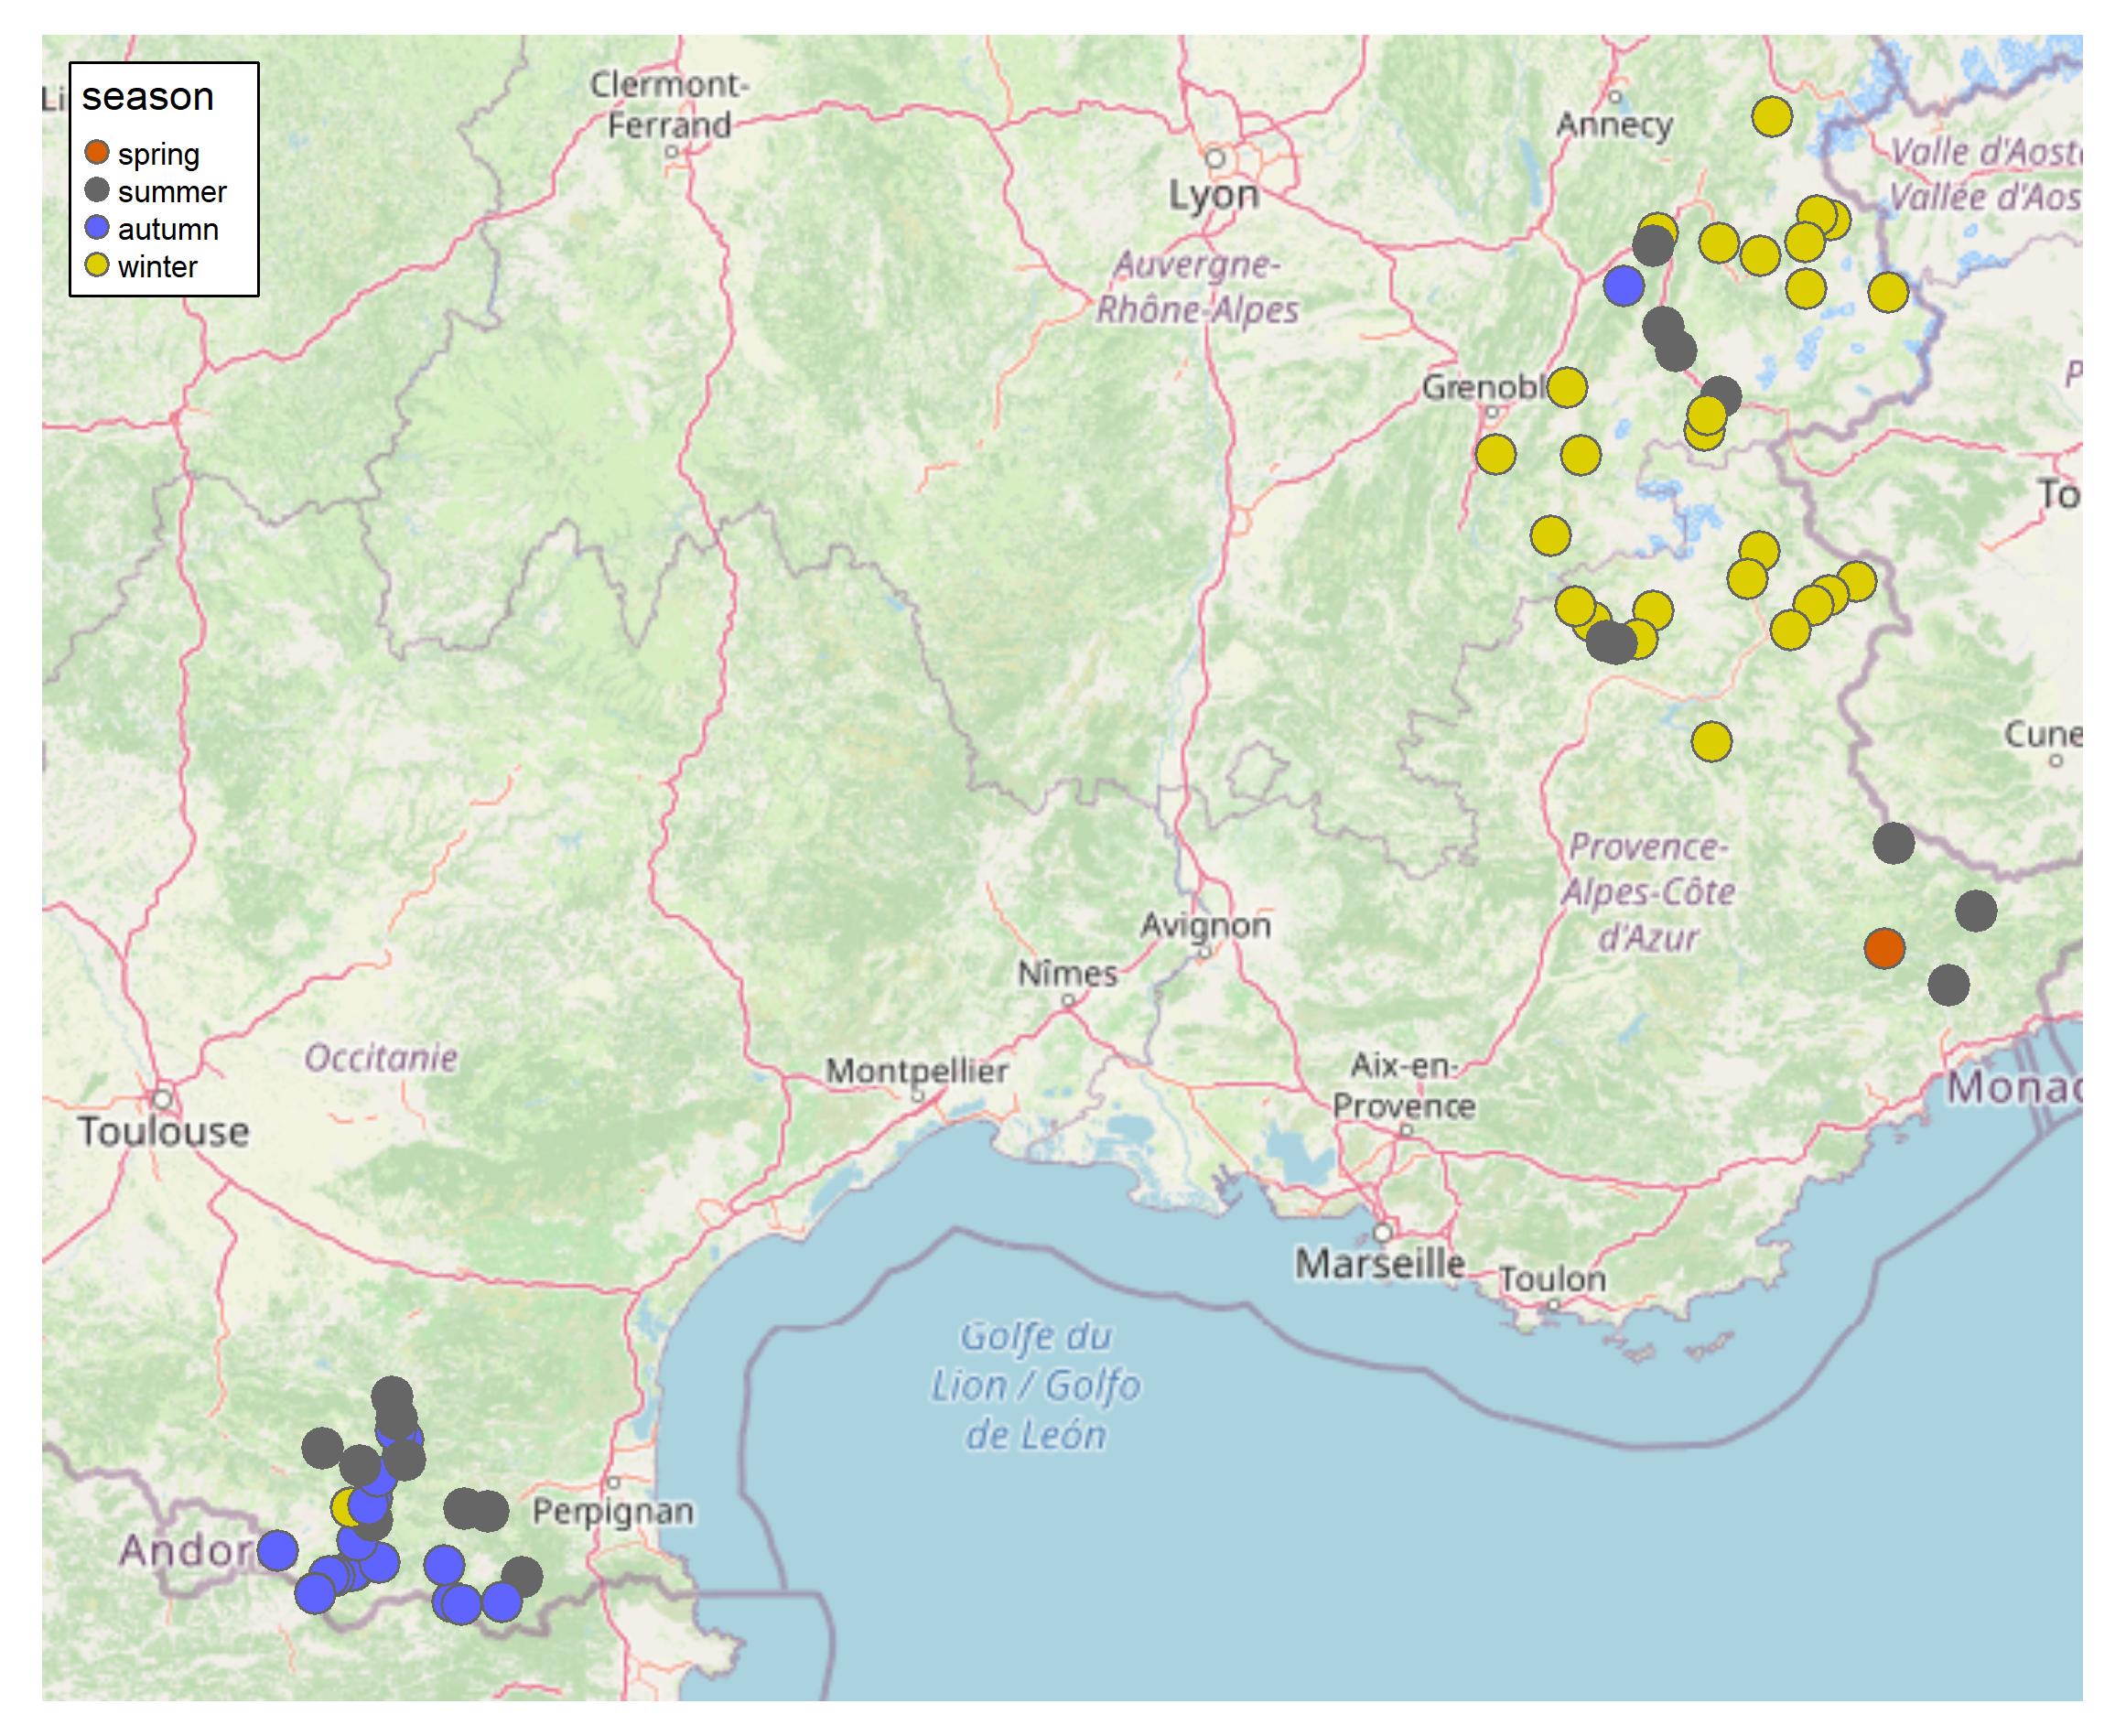 season
spring
summer
autumn
winter
Li
Clermont-
Ferrand
Lyon
Annecy
Valle d'Aost
Vallée d'Aos
Auvergne-
Rhône-Alpes
Grenobl
P
To
Cune
Provence-
Alpes-Côte
d'Azur
Avignon
Nîmes
Occitanie
Montpellier
Aix-en-
Provence
Monac
Toulouse
Marseille
Toulon
Golfe du
Lion / Golfo
de León
Perpignan
Andor